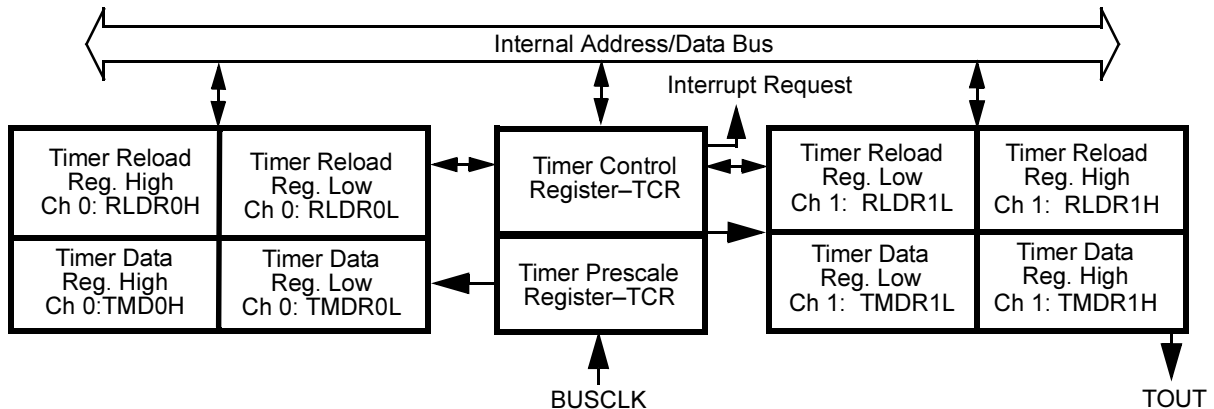 Internal Address/Data Bus
Interrupt Request
Timer Reload
Reg. High
Ch 0: RLDR0H
Timer Reload
Reg. Low
Ch 0: RLDR0L
Timer Control
Register–TCR
Timer Reload
Reg. Low
Ch 1: RLDR1L
Timer Reload
Reg. High
Ch 1: RLDR1H
Timer Data
Reg. High
Ch 0:TMD0H
Timer Data
Reg. Low
Ch 0: TMDR0L
Timer Prescale
Register–TCR
Timer Data
Reg. Low
Ch 1: TMDR1L
Timer Data
Reg. High
Ch 1: TMDR1H
BUSCLK
TOUT